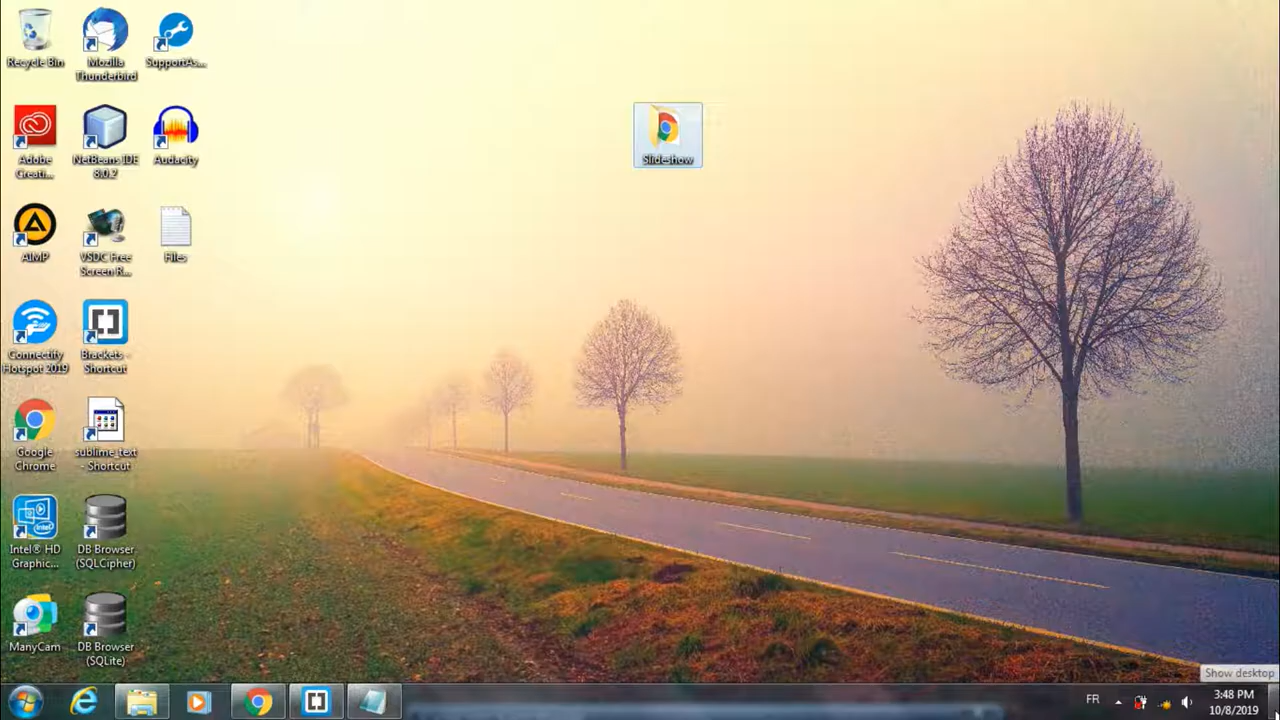 Recycle Bin
Mozilla
Thunderbird
SupportAs...
Adobe
Creati...
NetBeans IDE
8.0.2
Audacity
AIMP
VSDC Free
Screen R...
Files
Connectify
Hotspot 2019
Brackets -
Shortcut
Google
Chrome
sublime_text
- Shortcut
Intel® HD
Graphic...
DB Browser
(SQLCipher)
ManyCam
DB Browser
(SQLite)
Slideshow
Show desktop
FR
3:48 PM
10/8/2019